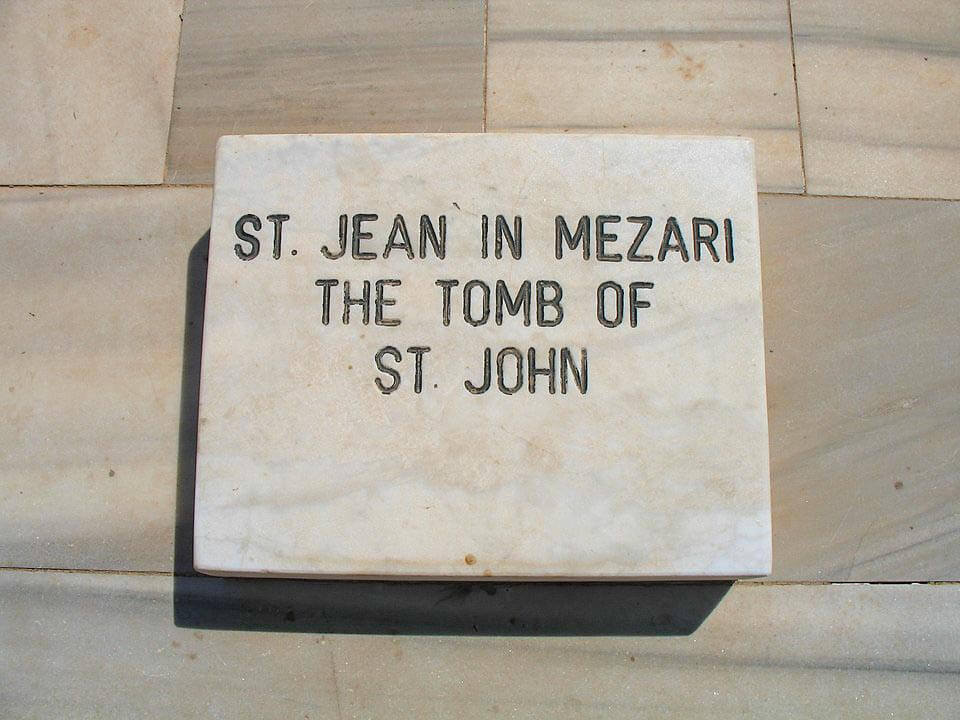 ST. JEAN IN MEZARI
THE TOMB OF
ST. JOHN